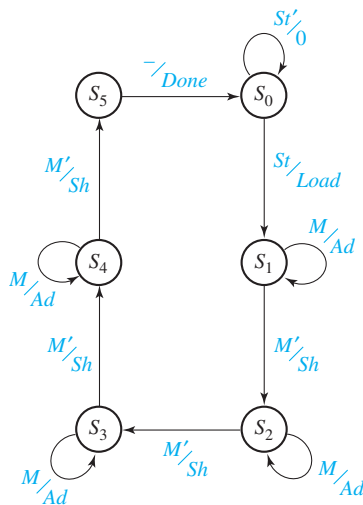 St′/0
−/Done
S₅
S₀
M′/Sh
St/Load
M/Ad
S₄
S₁
M/Ad
M′/Sh
M′/Sh
S₃
S₂
M′/Sh
M/Ad
M/Ad